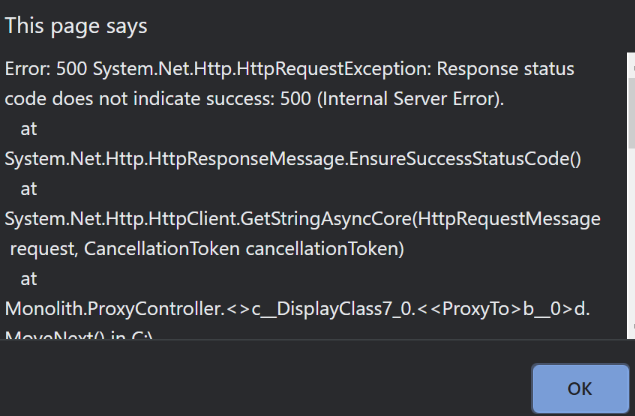 This page says
Error: 500 System.Net.Http.HttpRequestException: Response status
code does not indicate success: 500 (Internal Server Error).
at
System.Net.Http.HttpResponseMessage.EnsureSuccessStatusCode()
at
System.Net.Http.HttpClient.GetStringAsyncCore(HttpRequestMessage
request, CancellationToken cancellationToken)
at
Monolith.ProxyController.<>c__DisplayClass7_0.<<ProxyTo>b__0>d.
MoveNext() in C:\
OK